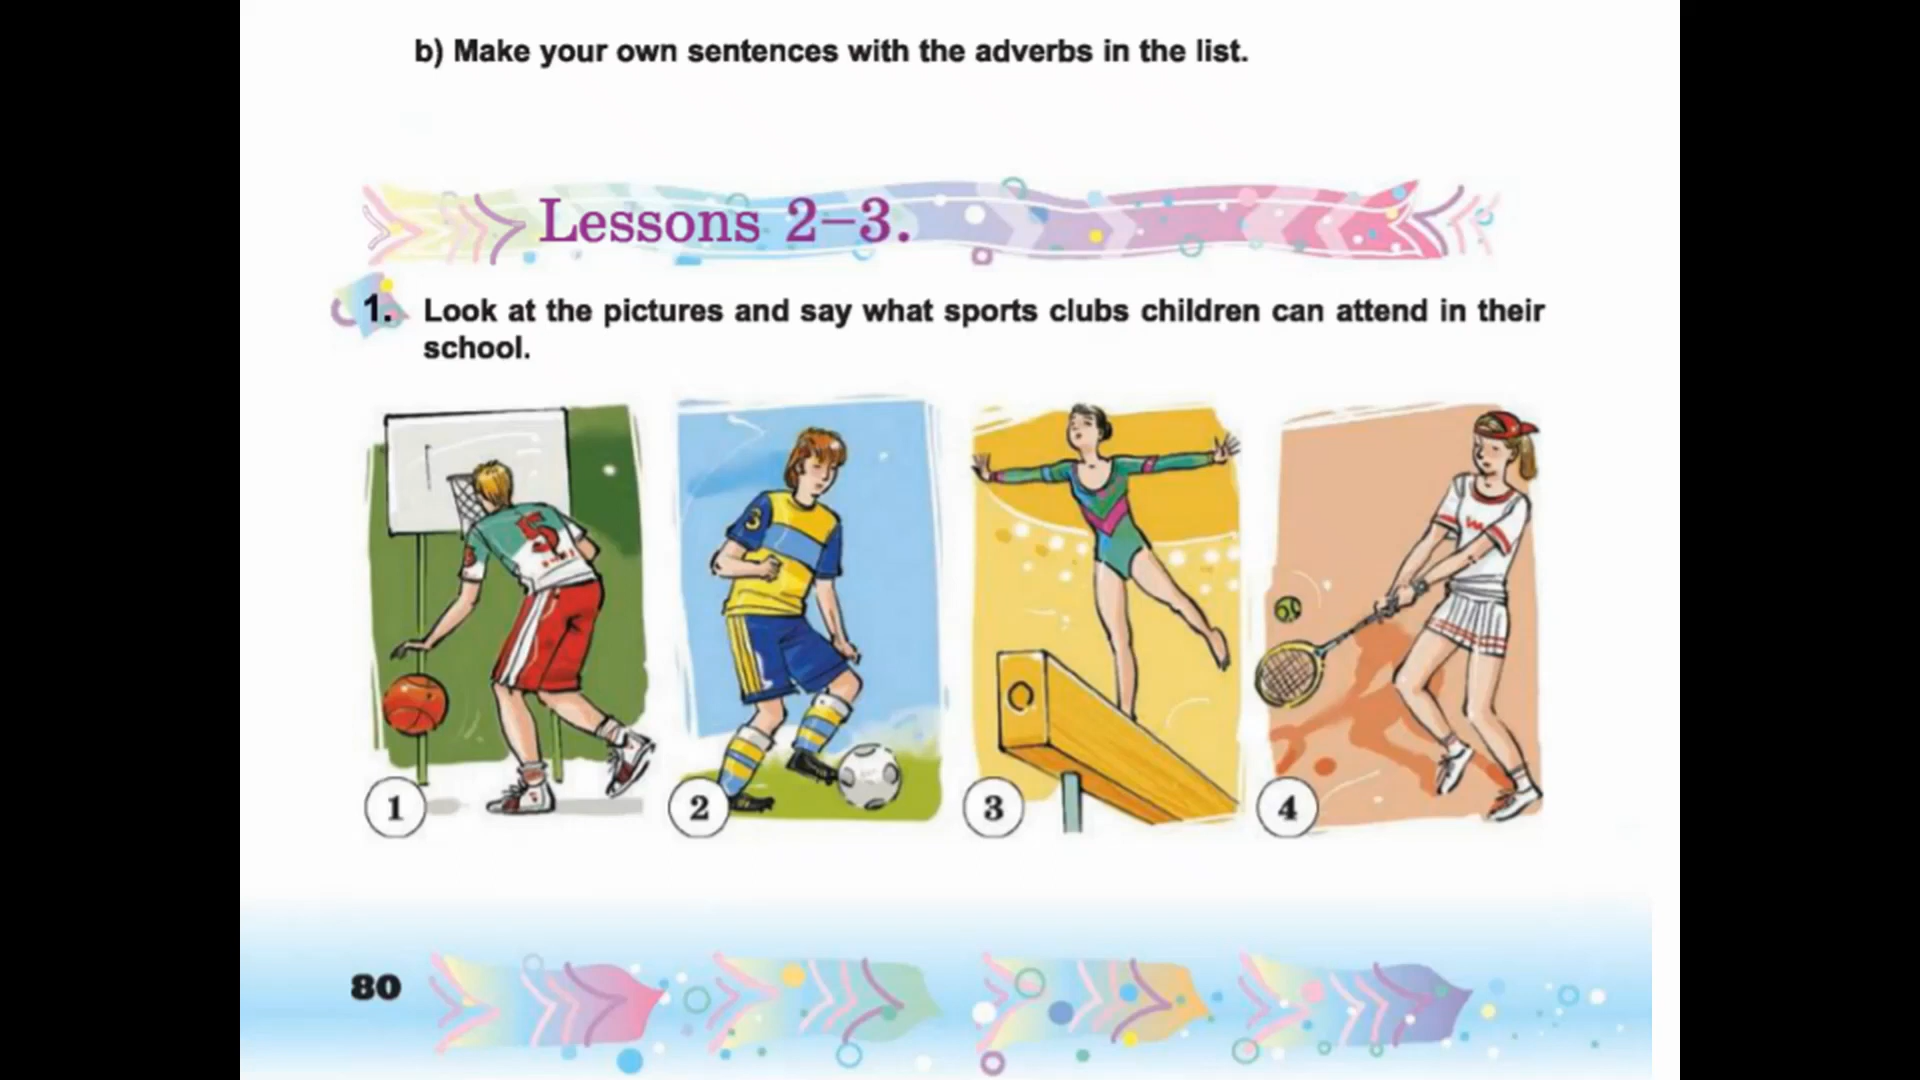 b) Make your own sentences with the adverbs in the list.
Lessons 2–3.
1. Look at the pictures and say what sports clubs children can attend in their
school.
5
3
1
2
3
4
80